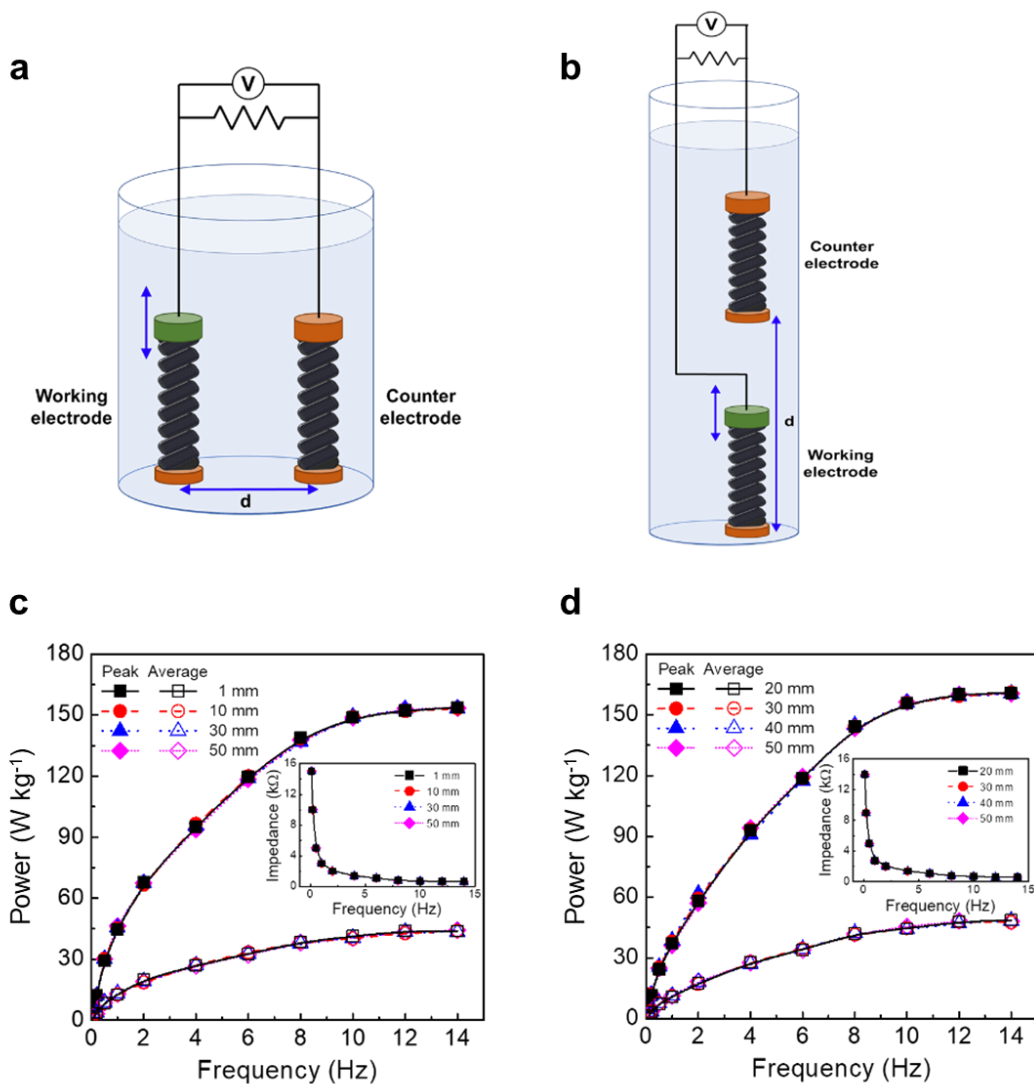 a
V
Working
electrode
Counter
electrode
d
b
V
Counter
electrode
d
Working
electrode
c
Power (W kg⁻¹)
180
150
120
90
60
30
0
Peak Average
1 mm
10 mm
30 mm
50 mm
Impedance (kΩ)
16
12
8
4
0
1 mm
10 mm
30 mm
50 mm
0 5 10 15
Frequency (Hz)
0 2 4 6 8 10 12 14
Frequency (Hz)
d
Power (W kg⁻¹)
180
150
120
90
60
30
0
Peak Average
20 mm
30 mm
40 mm
50 mm
Impedance (kΩ)
16
12
8
4
0
20 mm
30 mm
40 mm
50 mm
0 5 10 15
Frequency (Hz)
0 2 4 6 8 10 12 14
Frequency (Hz)